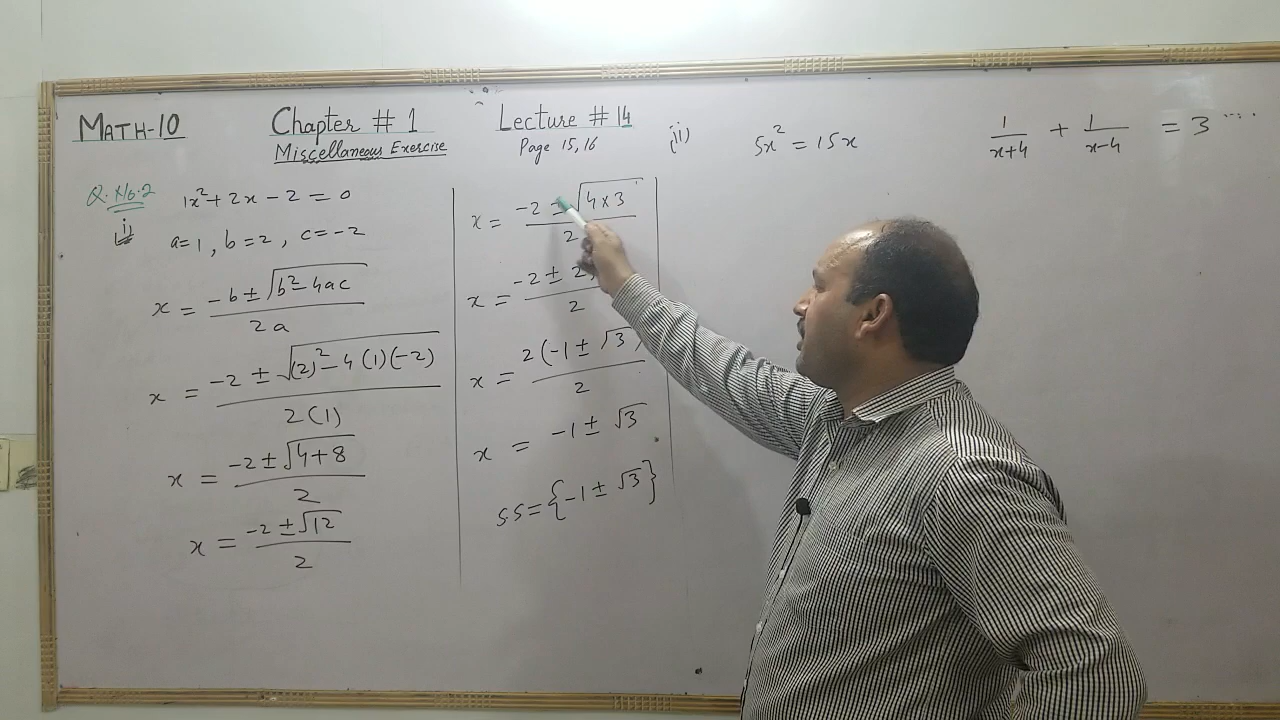 MATH-10
Chapter # 1
Miscellaneous Exercise
Lecture # 14
Page 15, 16
Q.No.2
i)
1x² + 2x - 2 = 0
a=1, b=2, c=-2
x = (-b ± √(b² - 4ac)) / 2a
x = (-2 ± √((2)² - 4(1)(-2))) / 2(1)
x = (-2 ± √(4+8)) / 2
x = (-2 ± √12) / 2
x = (-2 ± √(4×3)) / 2
x = (-2 ± 2 / 2
x = 2(-1 ± √3) / 2
x = -1 ± √3
SS = {-1 ± √3}
ii)
5x² = 15x
1/(x+4) + 1/(x-4) = 3 ....